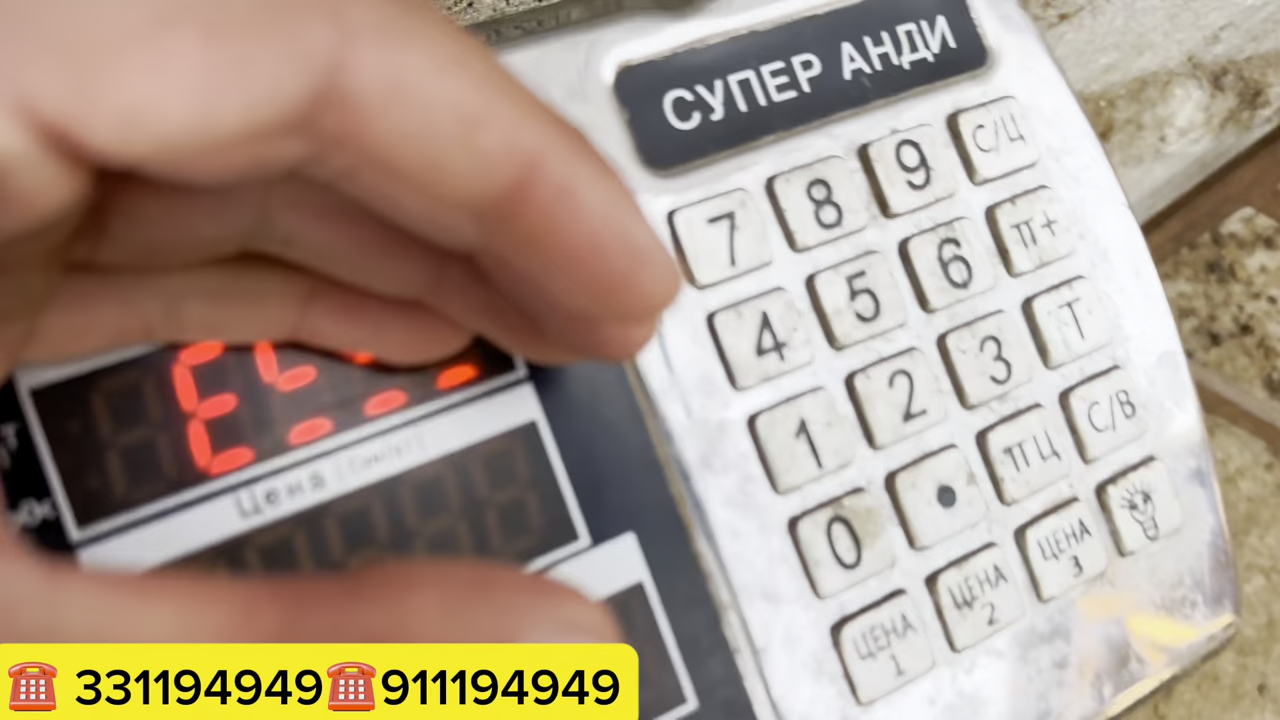 СУПЕР АНДИ
7 8 9 С/Ц
4 5 6 П+
1 2 3 Т
0 • ПЦ С/В
ЦЕНА 1 ЦЕНА 2 ЦЕНА 3
Цена
☎️ 331194949☎️911194949